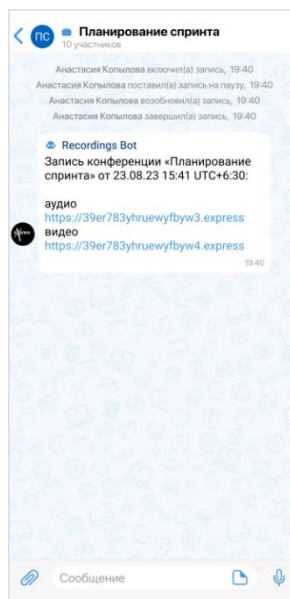 ПС
Планирование спринта
10 участников
Анастасия Копылова включил(а) запись, 19:40
Анастасия Копылова поставил(а) запись на паузу, 19:40
Анастасия Копылова возобновил(а) запись, 19:40
Анастасия Копылова завершил(а) запись, 19:40
Recordings Bot
Запись конференции «Планирование
спринта» от 23.08.23 15:41 UTC+6:30:
аудио
https://39er783yhruewyfbyw3.express
видео
https://39er783yhruewyfbyw4.express
19:40
Сообщение